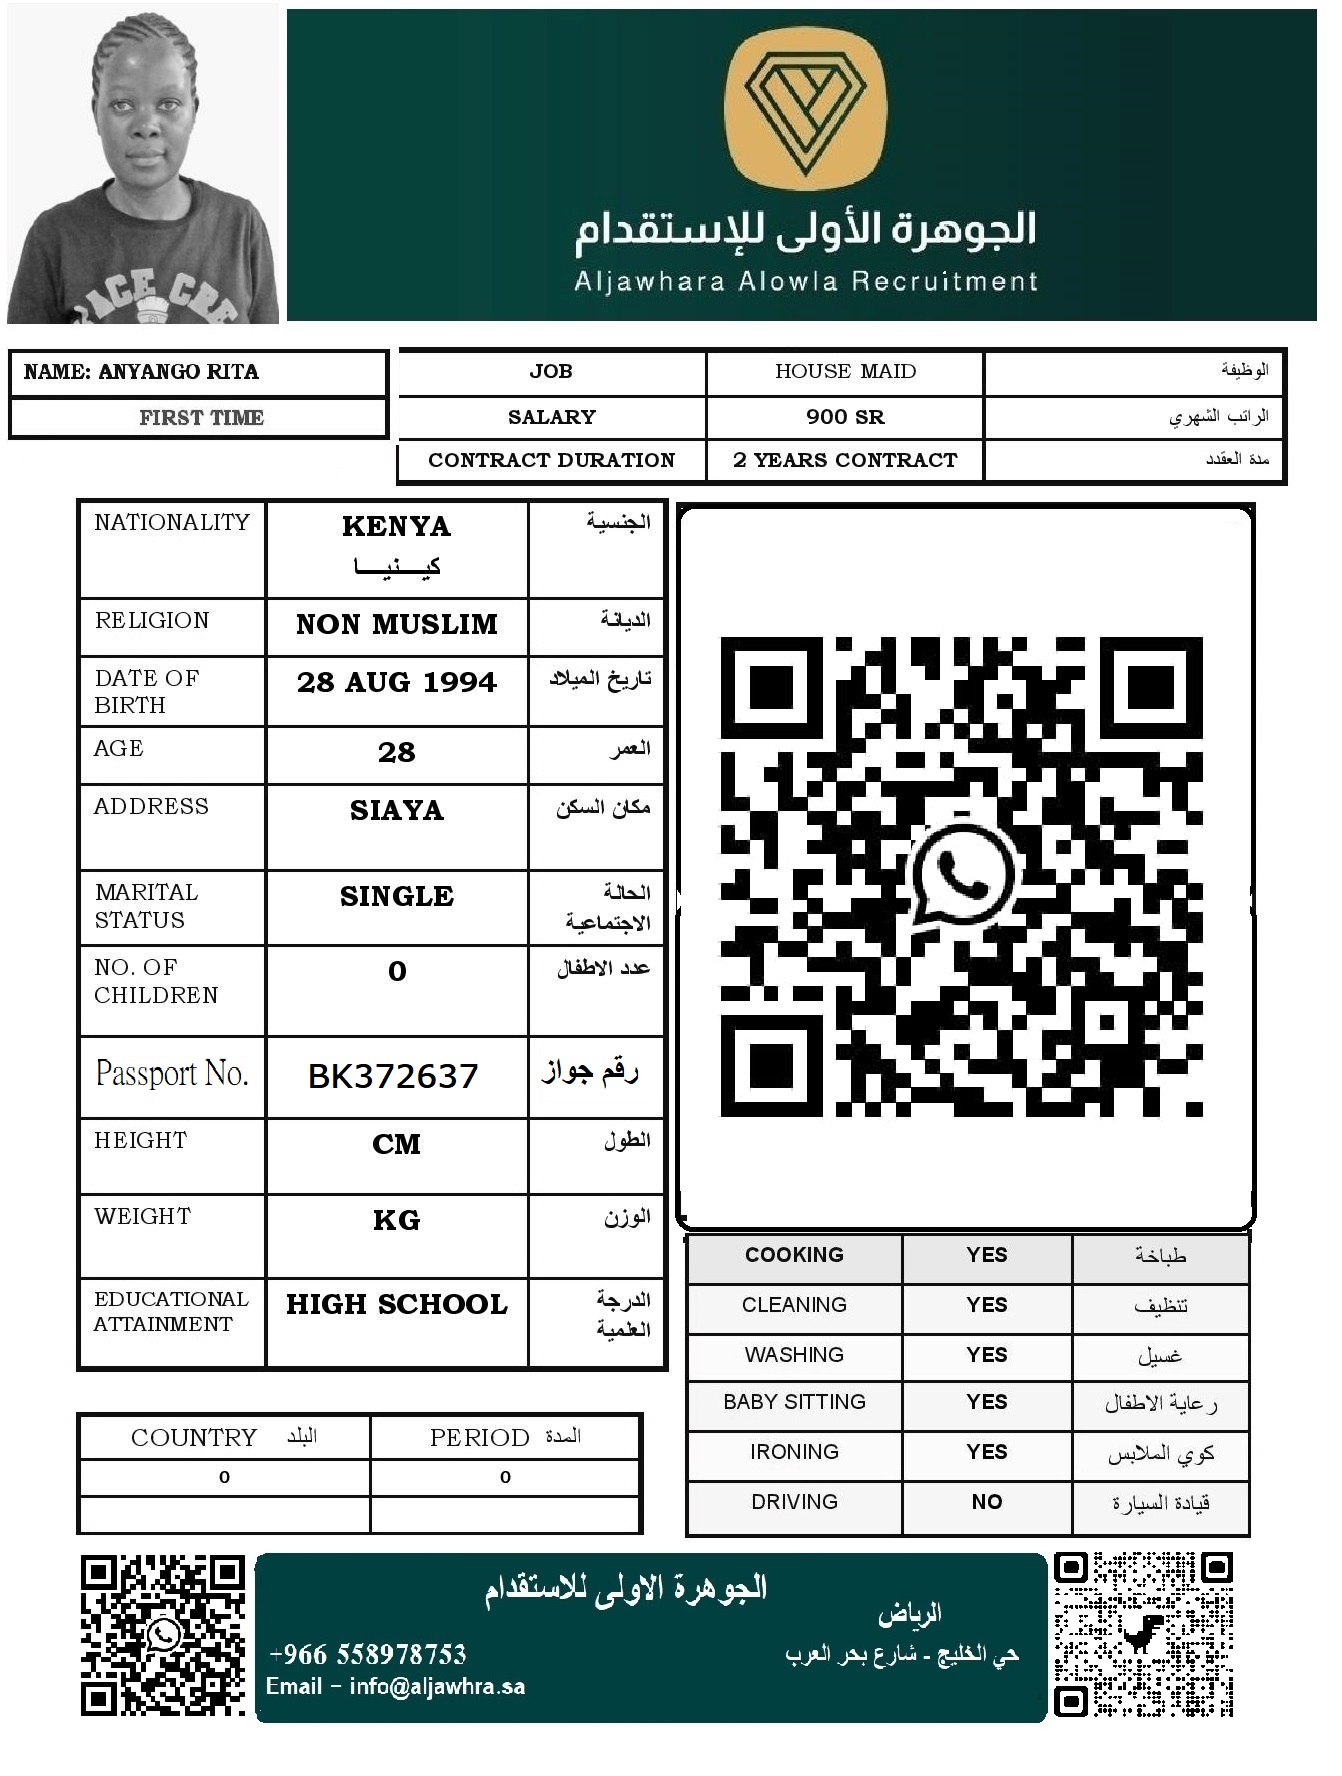 الجوهرة الأولى للإستقدام
Aljawhara Alowla Recruitment
NAME: ANYANGO RITA
FIRST TIME
JOB HOUSE MAID الوظيفة
SALARY 900 SR الراتب الشهري
CONTRACT DURATION 2 YEARS CONTRACT مدة العقدد
NATIONALITY KENYA الجنسية
كيـــنيـــا
RELIGION NON MUSLIM الديانة
DATE OF 28 AUG 1994 تاريخ الميلاد
BIRTH
AGE 28 العمر
ADDRESS SIAYA مكان السكن
MARITAL SINGLE الحالة
STATUS الاجتماعية
NO. OF 0 عدد الاطفال
CHILDREN
Passport No. BK372637 رقم جواز
HEIGHT CM الطول
WEIGHT KG الوزن
EDUCATIONAL HIGH SCHOOL الدرجة
ATTAINMENT العلمية
COOKING YES طباخة
CLEANING YES تنظيف
WASHING YES غسيل
BABY SITTING YES رعاية الاطفال
IRONING YES كوي الملابس
DRIVING NO قيادة السيارة
COUNTRY البلد PERIOD المدة
0 0
الجوهرة الاولى للاستقدام
الرياض
حي الخليج - شارع بحر العرب
+966 558978753
Email – info@aljawhra.sa